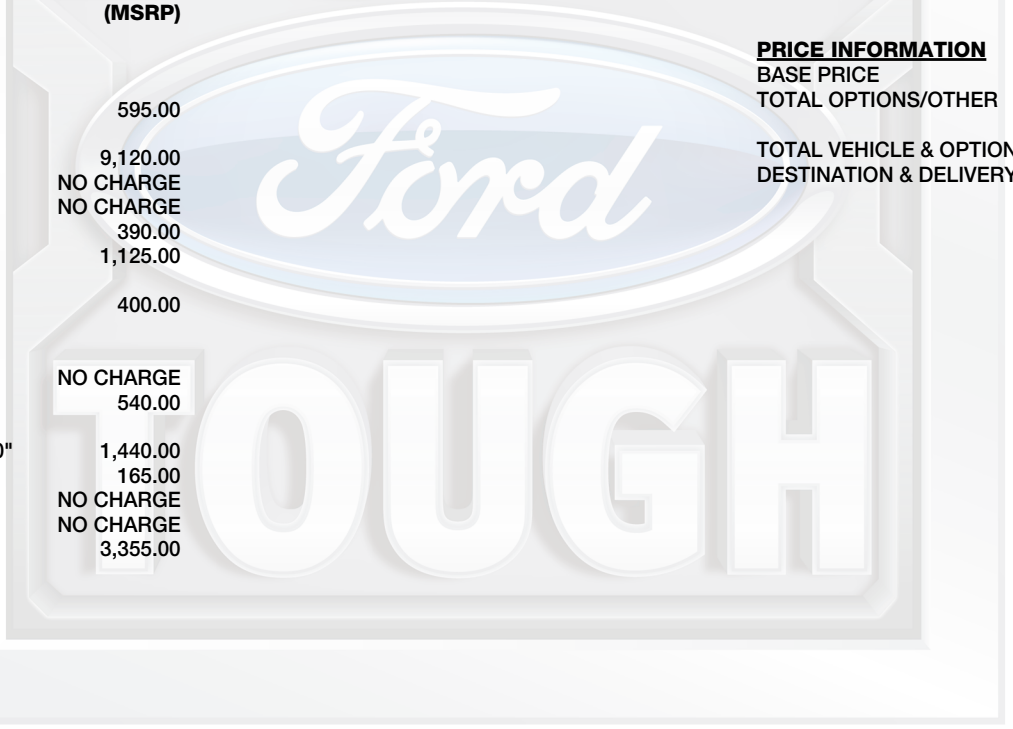 (MSRP)
595.00
9,120.00
NO CHARGE
NO CHARGE
390.00
1,125.00
400.00
NO CHARGE
540.00
0" 1,440.00
165.00
NO CHARGE
NO CHARGE
3,355.00
PRICE INFORMATION
BASE PRICE
TOTAL OPTIONS/OTHER
TOTAL VEHICLE & OPTION
DESTINATION & DELIVERY
Ford
TOUGH